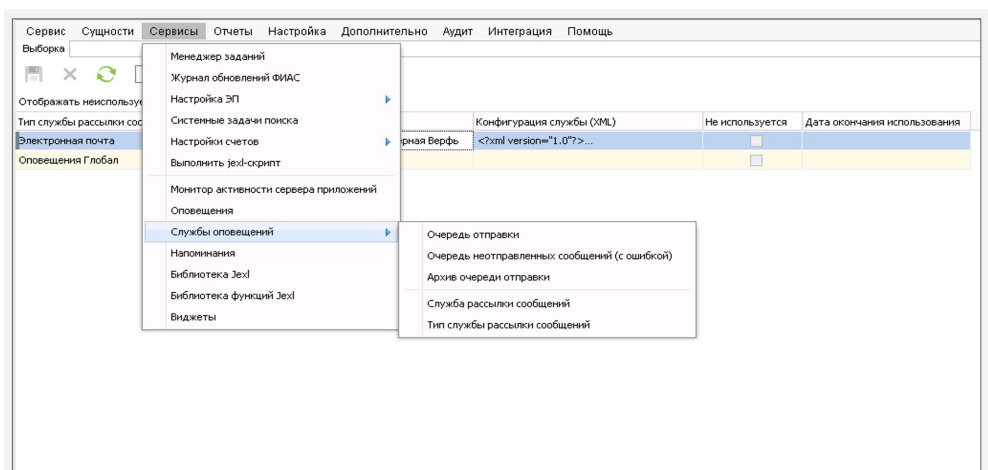 Сервис Сущности Сервисы Отчеты Настройка Дополнительно Аудит Интеграция Помощь
Выборка
Менеджер заданий
Журнал обновлений ФИАС
Отображать
Настройка ЭП
Тип службы рассылки Системные задачи поиска Конфигурация службы (XML) Не используется Дата окончания использования
Электронная почта Настройки счетов Верфь <?xml version="1.0"?>...
Оповещения Глобал Выполнить jexl-скрипт
Монитор активности сервера приложений
Оповещения
Службы оповещений
Очередь отправки
Напоминания
Очередь неотправленных сообщений (с ошибкой)
Библиотека Jexl
Архив очереди отправки
Библиотека функций Jexl
Служба рассылки сообщений
Виджеты
Тип службы рассылки сообщений